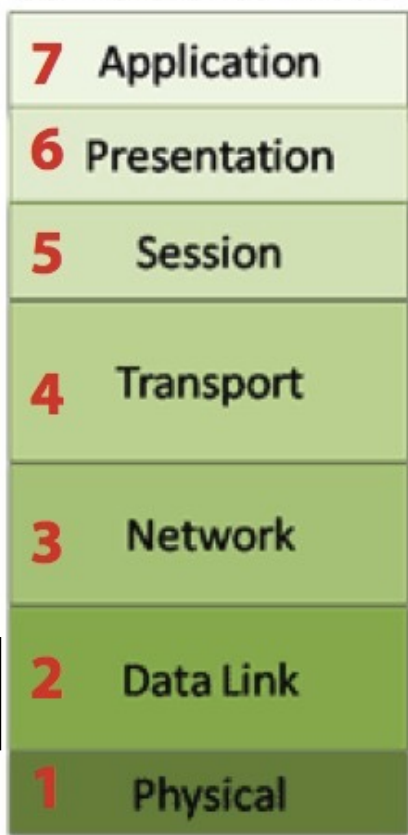 7 Application
6 Presentation
5 Session
4 Transport
3 Network
2 Data Link
1 Physical